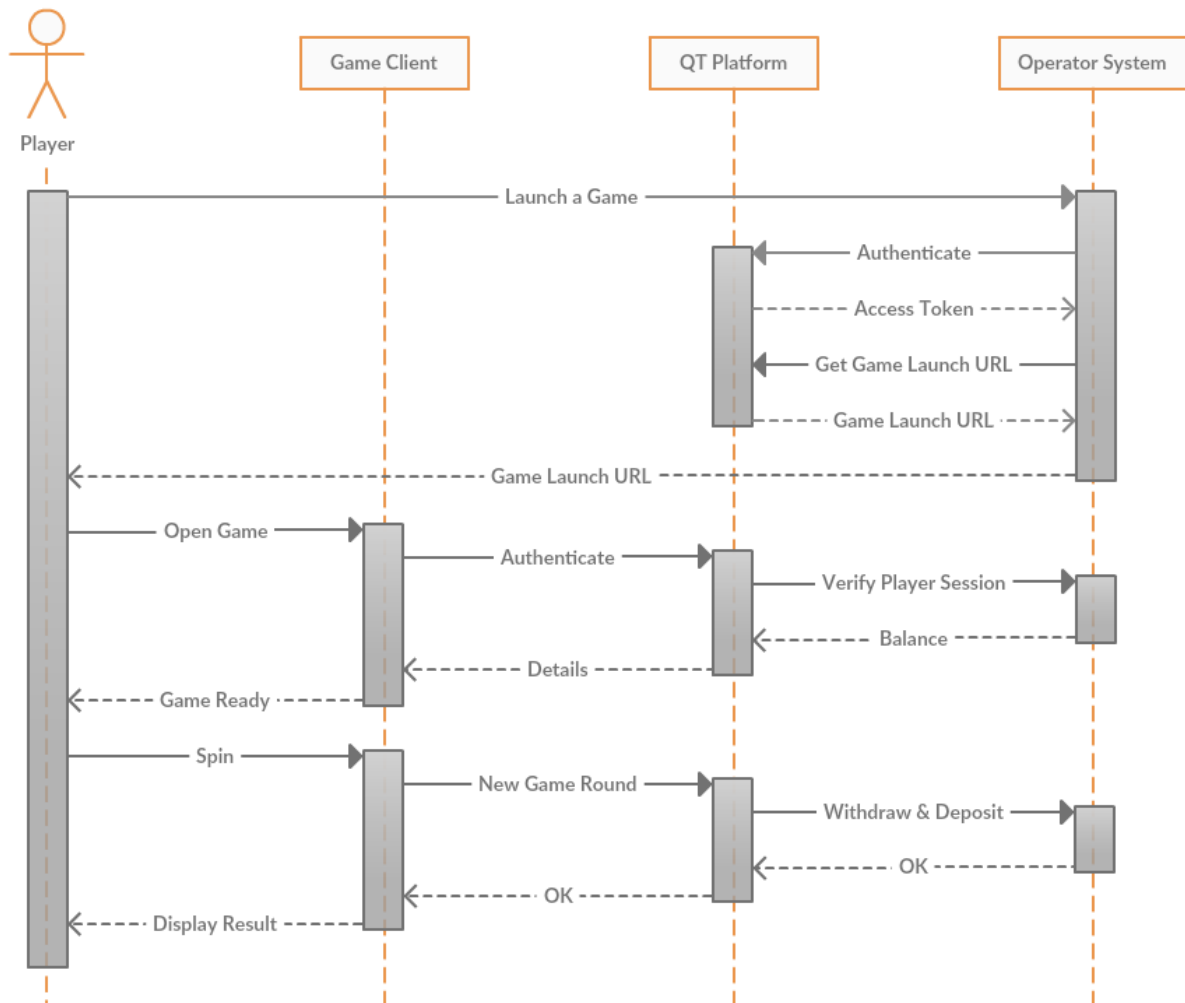 Game Client
QT Platform
Operator System
Player
Launch a Game
Authenticate
Access Token
Get Game Launch URL
Game Launch URL
Game Launch URL
Open Game
Authenticate
Verify Player Session
Balance
Details
Game Ready
Spin
New Game Round
Withdraw & Deposit
OK
OK
Display Result